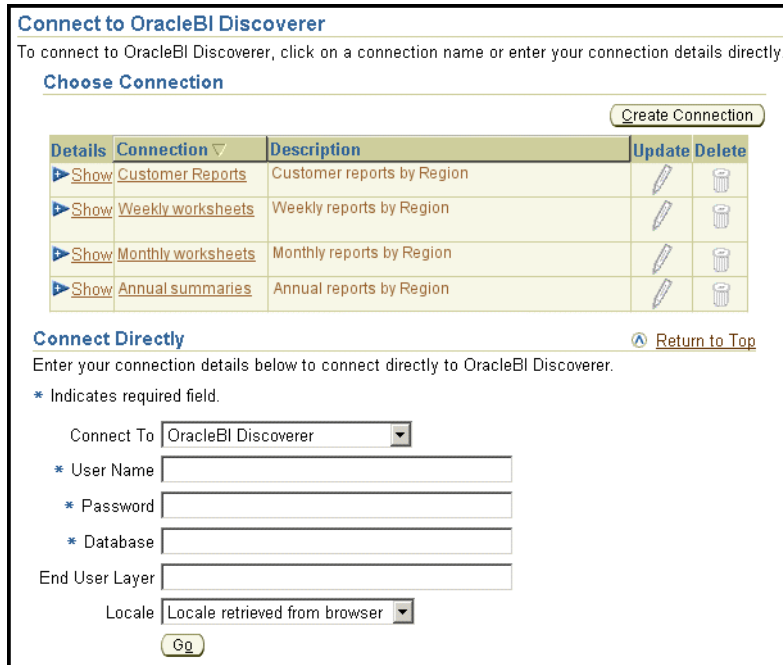 Connect to OracleBI Discoverer
To connect to OracleBI Discoverer, click on a connection name or enter your connection details directly
Choose Connection
Create Connection
Details Connection Description Update Delete
Show Customer Reports Customer reports by Region
Show Weekly worksheets Weekly reports by Region
Show Monthly worksheets Monthly reports by Region
Show Annual summaries Annual reports by Region
Connect Directly Return to Top
Enter your connection details below to connect directly to OracleBI Discoverer.
* Indicates required field.
Connect To OracleBI Discoverer
* User Name
* Password
* Database
End User Layer
Locale Locale retrieved from browser
Go